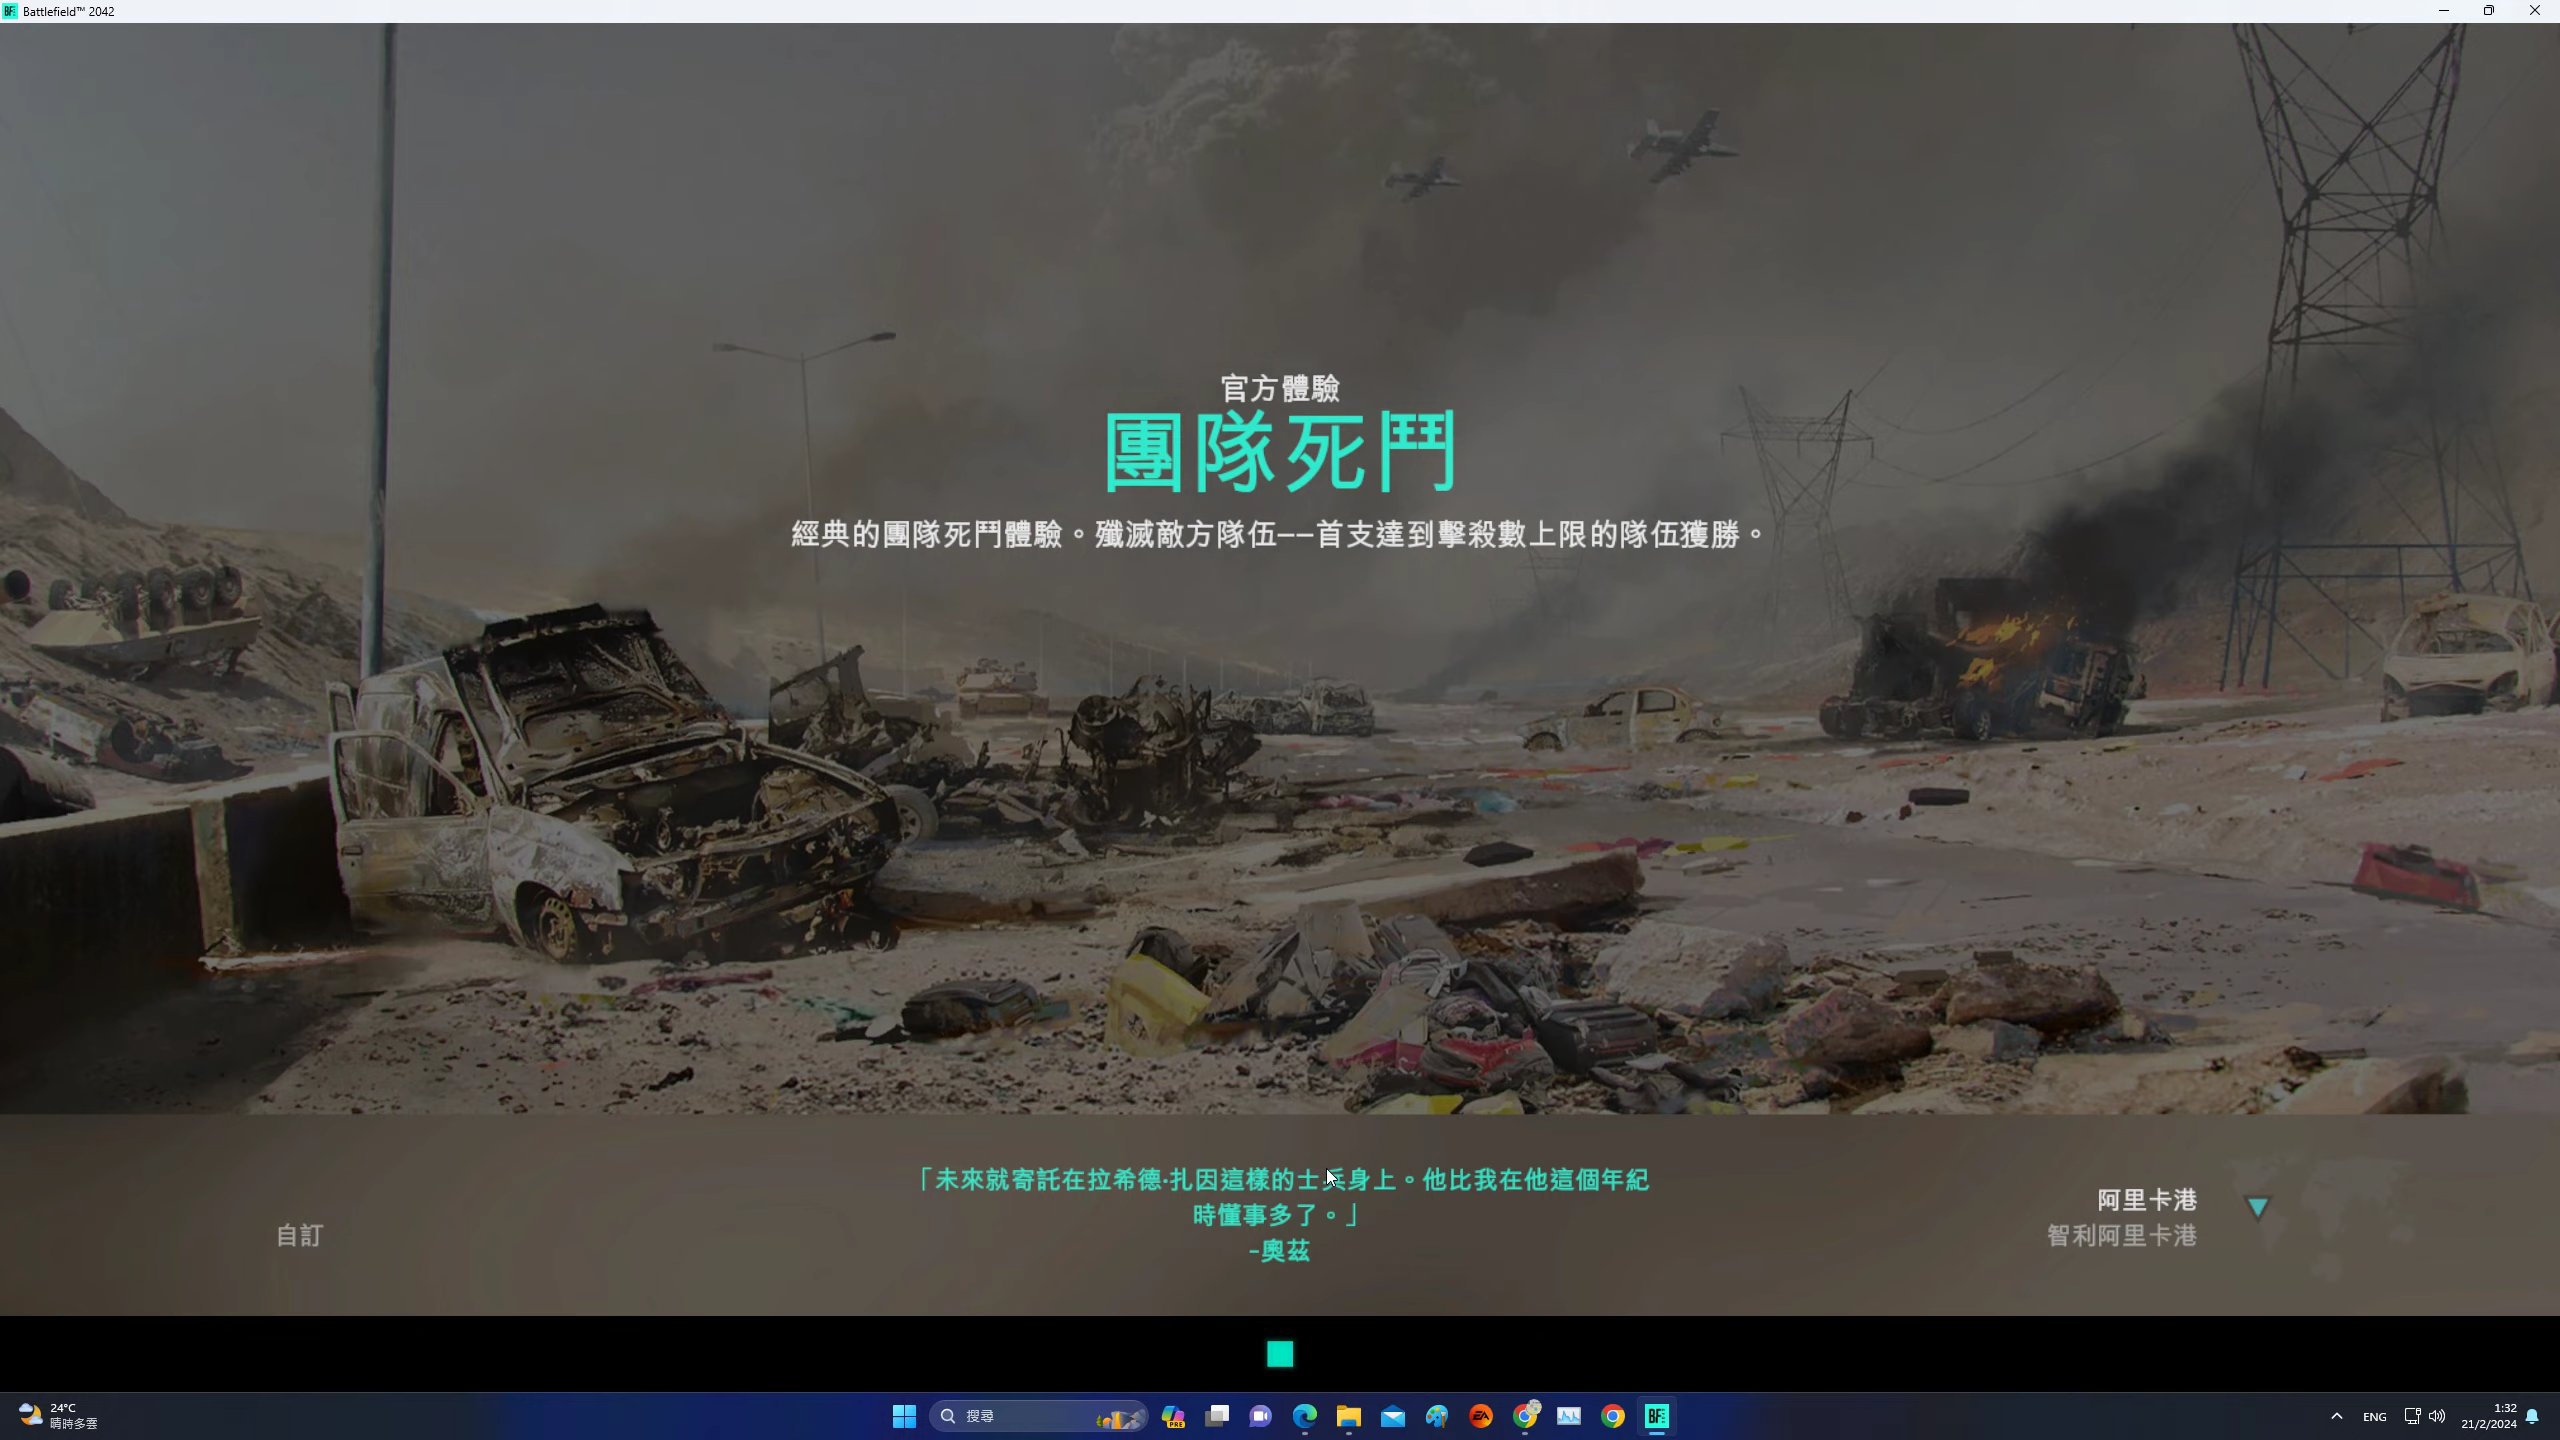 Battlefield™ 2042
官方體驗
團隊死鬥
經典的團隊死鬥體驗。殲滅敵方隊伍——首支達到擊殺數上限的隊伍獲勝。
「未來就寄託在拉希德·扎因這樣的士兵身上。他比我在他這個年紀
時懂事多了。」
–奧茲
自訂
阿里卡港
智利阿里卡港
24°C
晴時多雲
搜尋
PRE
EA
ENG
1:32
21/2/2024